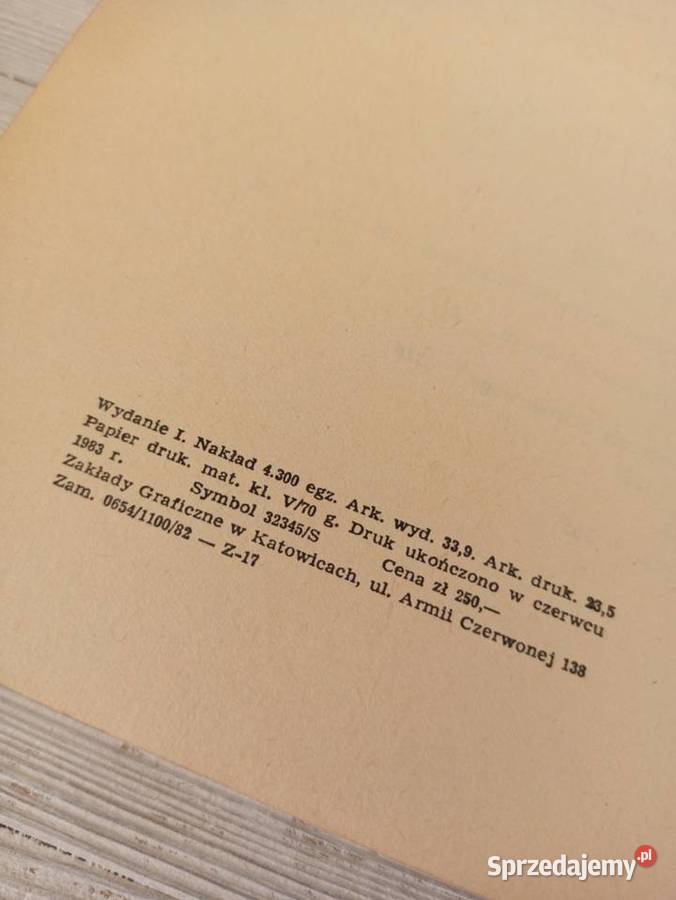 Wydanie I. Nakład 4.300 egz. Ark. wyd. 33,9. Ark. druk. 23,5
Papier druk. mat. kl. V/70 g. Druk ukończono w czerwcu
1983 r. Symbol 32345/S Cena zł 250,—
Zakłady Graficzne w Katowicach, ul. Armii Czerwonej 138
Zam. 0654/1100/82 — Z-17
Sprzedajemy.pl